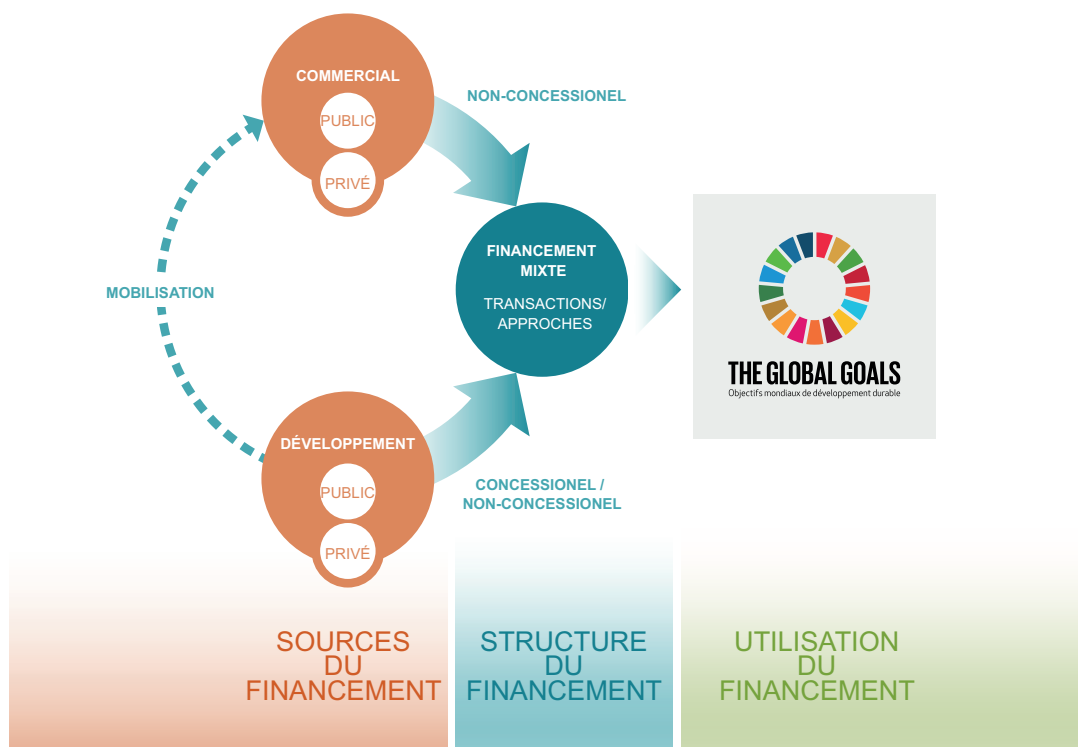 COMMERCIAL
PUBLIC
PRIVÉ
NON-CONCESSIONEL
MOBILISATION
FINANCEMENT
MIXTE
TRANSACTIONS/
APPROCHES
THE GLOBAL GOALS
Objectifs mondiaux de développement durable
DÉVELOPPEMENT
PUBLIC
PRIVÉ
CONCESSIONEL /
NON-CONCESSIONEL
SOURCES
DU
FINANCEMENT
STRUCTURE
DU
FINANCEMENT
UTILISATION
DU
FINANCEMENT